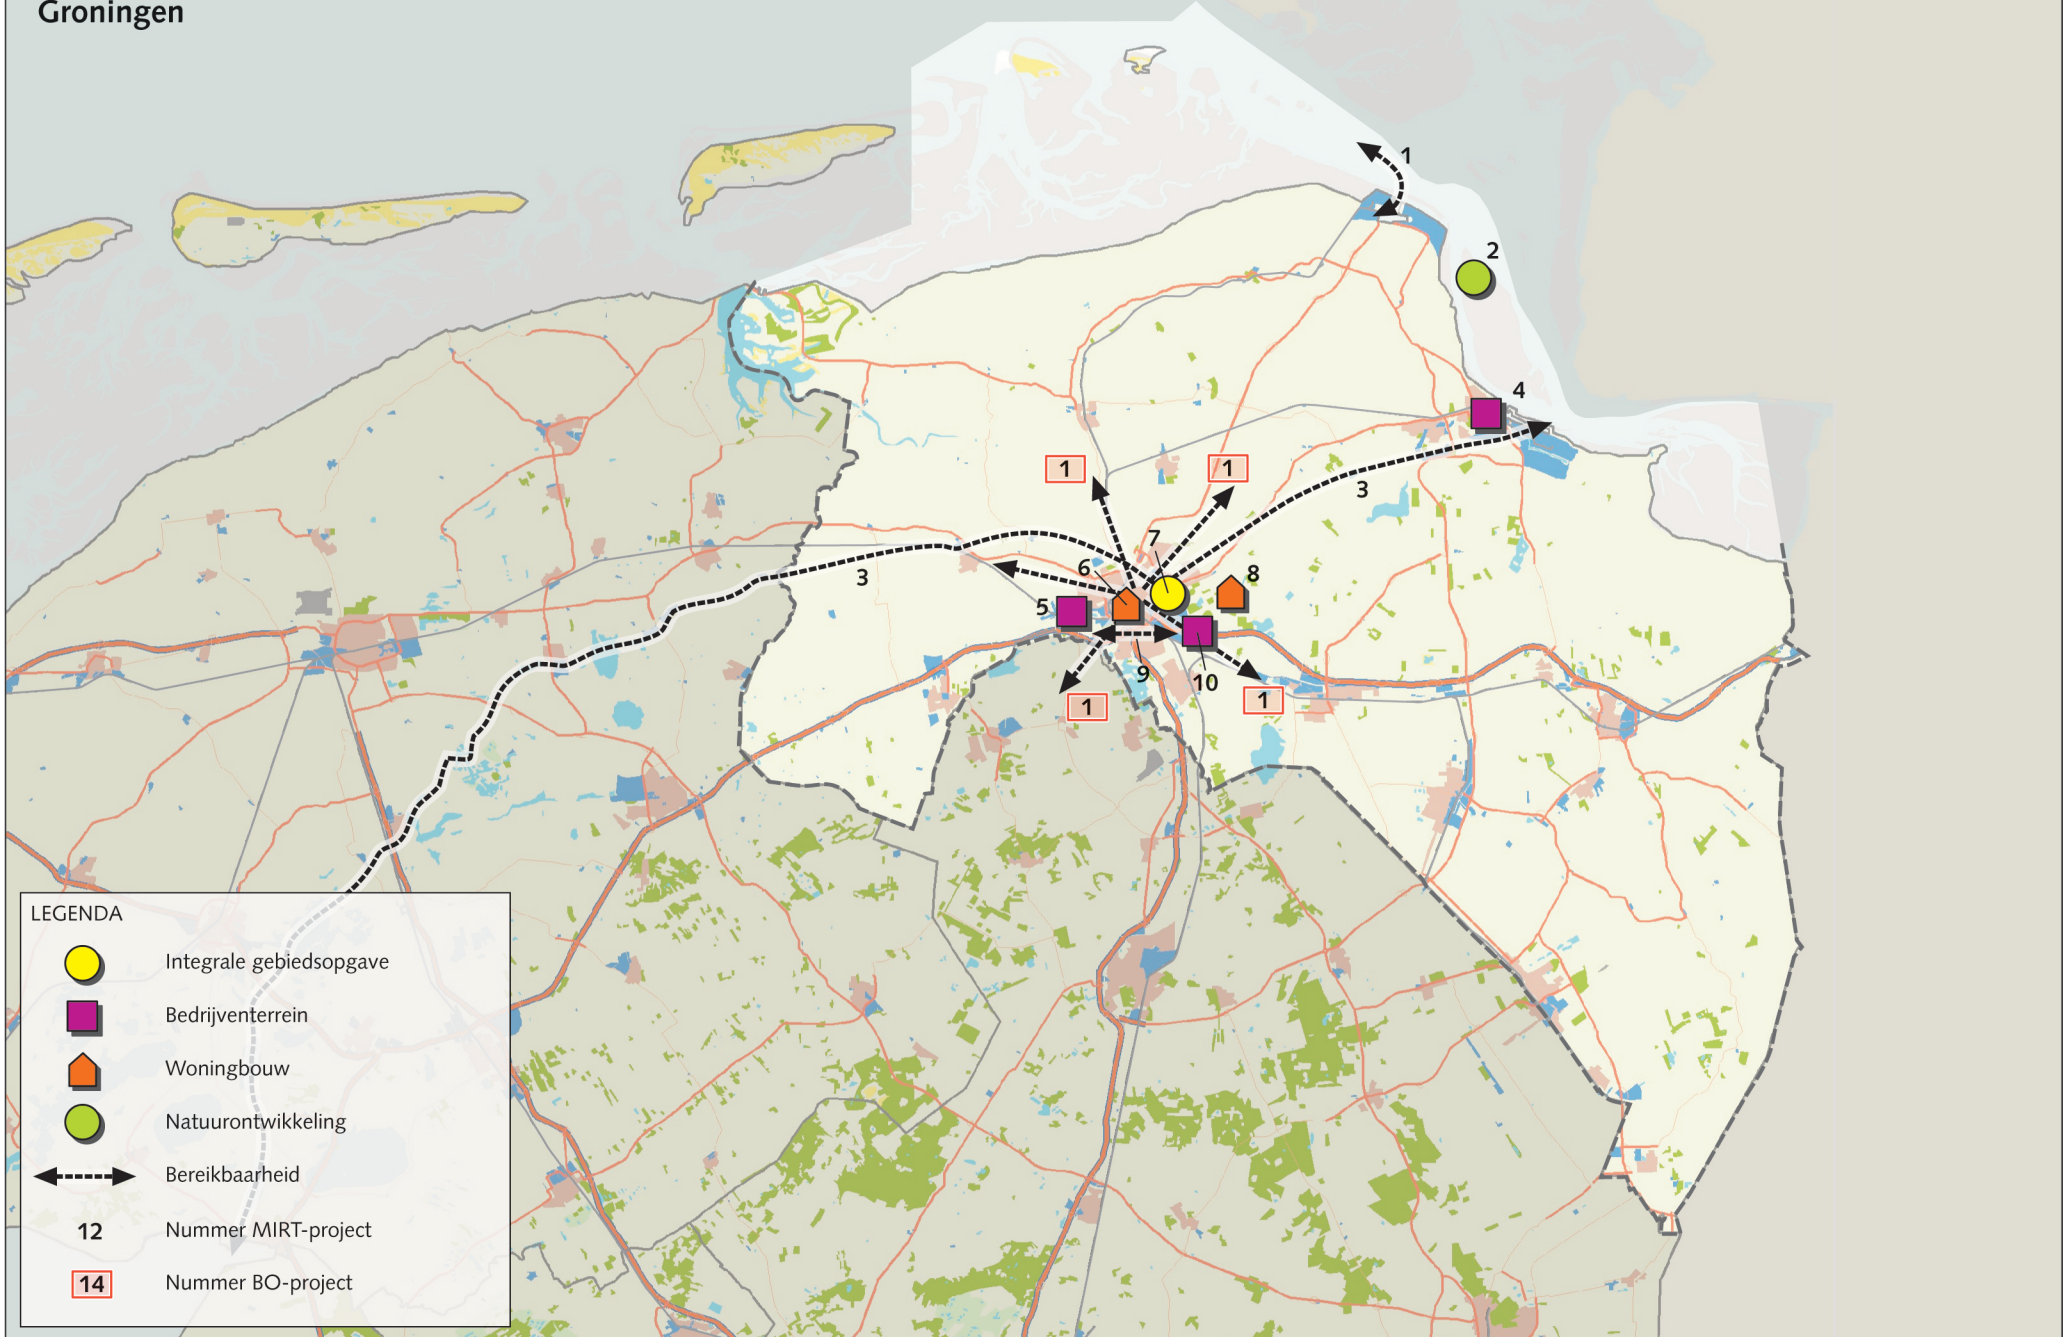 Groningen
1
2
4
1
1
3
7
6
8
3
5
9
10
1
1
LEGENDA
Integrale gebiedsopgave
Bedrijventerrein
Woningbouw
Natuurontwikkeling
Bereikbaarheid
12 Nummer MIRT-project
14 Nummer BO-project